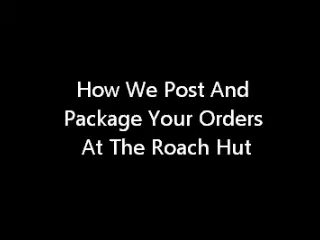 How We Post And
Package Your Orders
At The Roach Hut